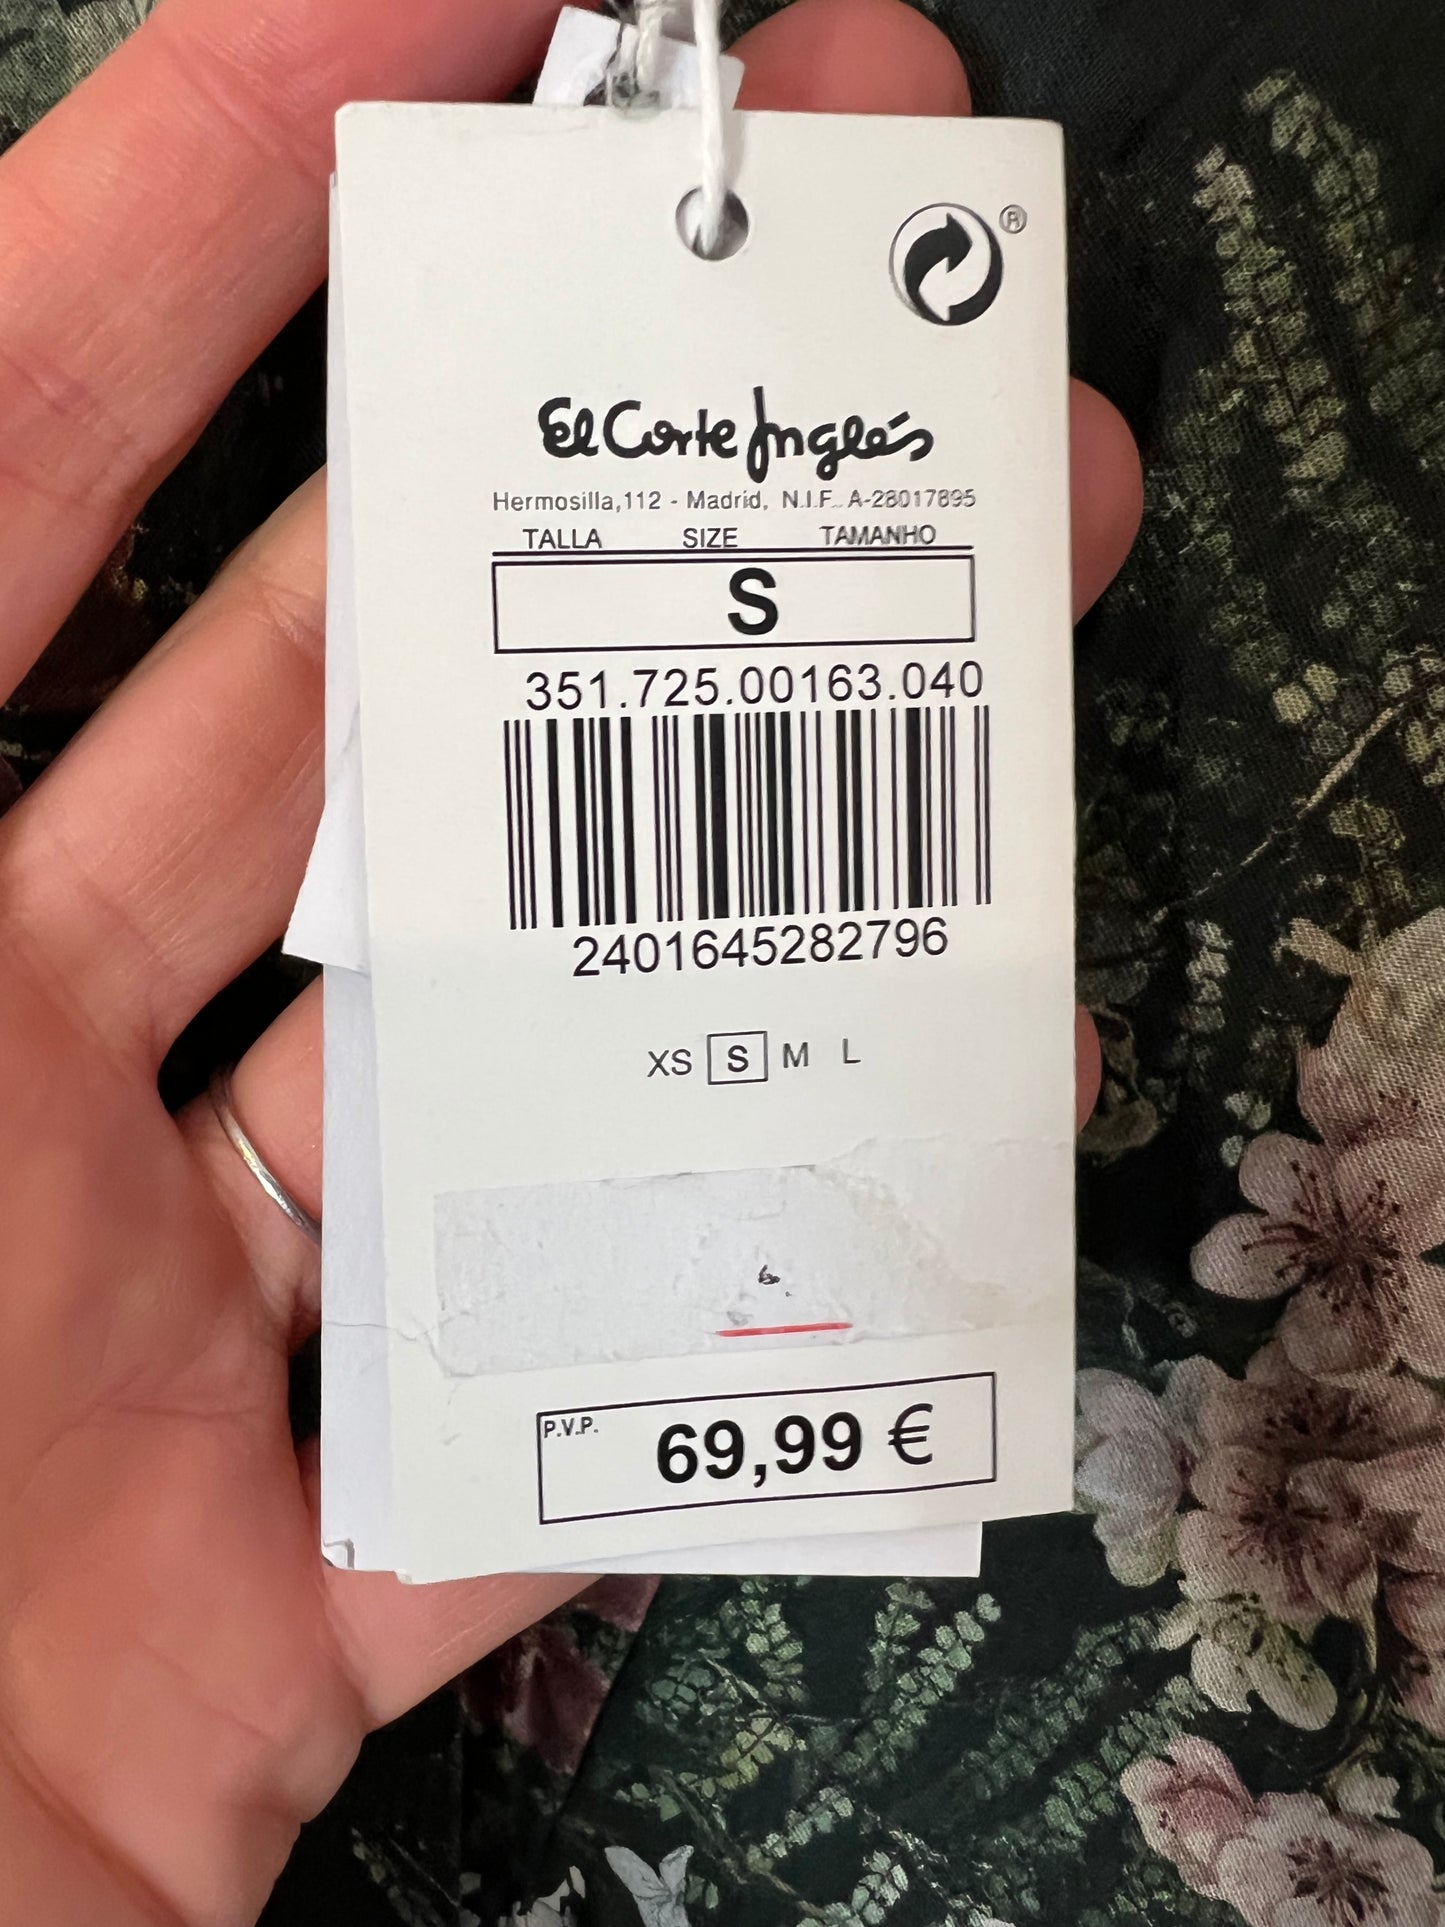 ®
El Corte Inglés
Hermosilla, 112 - Madrid, N.I.F. A-28017895
TALLA SIZE TAMANHO
S
351.725.00163.040
2401645282796
XS S M L
P.V.P. 69,99 €